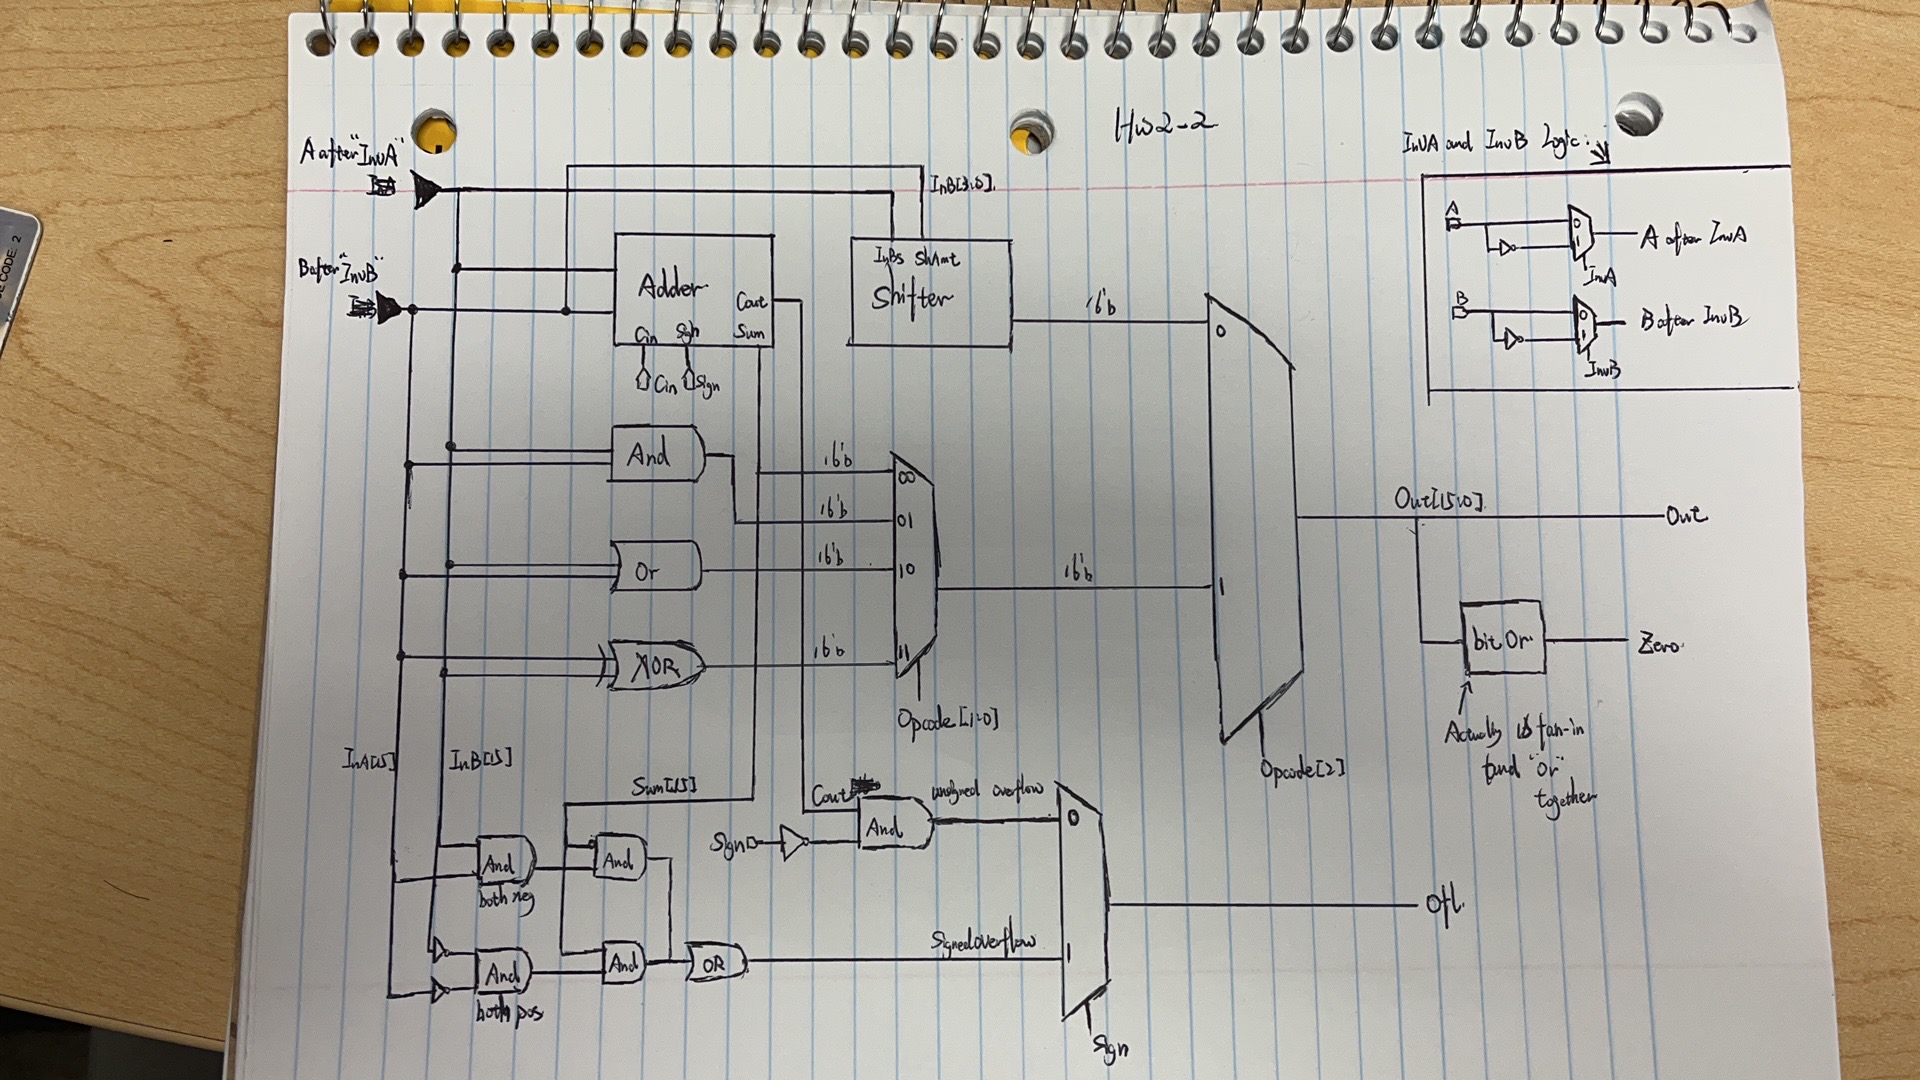 Hw2-2
A after "InvA"
B after "InvB"
InB[3:0].
Adder
Cout
Sum
Cin
Sign
Cin
Sign
InBs ShAmt
Shifter
16'b
0
1
InvA and InvB Logic:
A
0
1
A after InvA
InvA
B
0
1
B after InvB
InvB
And
Or
XOR
16'b
16'b
16'b
16'b
00
01
10
11
Opcode[1:0]
16'b
Opcode[2]
Out[15:0]
Out
bit Or
Zero
Actually
fan-in
and "Or"
together
InA[15]
InB[15]
Sum[15]
Cout
unsigned overflow
Sign
And
0
1
And
both neg
And
And
both pos
And
OR
Signed overflow
Ofl.
Sign
CODE: 2